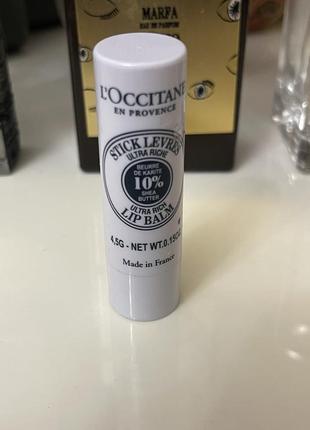 MARFA
EAU DE PARFUM
L'OCCITANE
EN PROVENCE
STICK LEVRES
ULTRA RICHE
BEURRE
DE KARITÉ
10%
SHEA
BUTTER
ULTRA RICH
LIP BALM
4,5G - NET WT.0.15OZ
Made in France